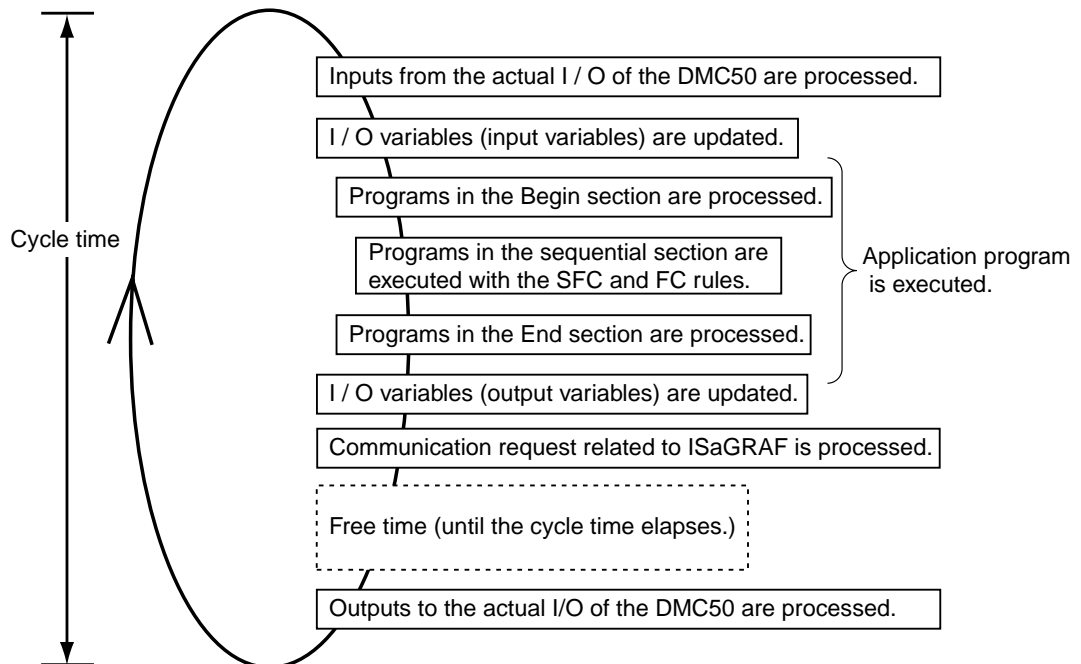 Inputs from the actual I / O of the DMC50 are processed.
I / O variables (input variables) are updated.
Programs in the Begin section are processed.
Cycle time
Programs in the sequential section are
executed with the SFC and FC rules.
Application program
is executed.
Programs in the End section are processed.
I / O variables (output variables) are updated.
Communication request related to ISaGRAF is processed.
Free time (until the cycle time elapses.)
Outputs to the actual I/O of the DMC50 are processed.